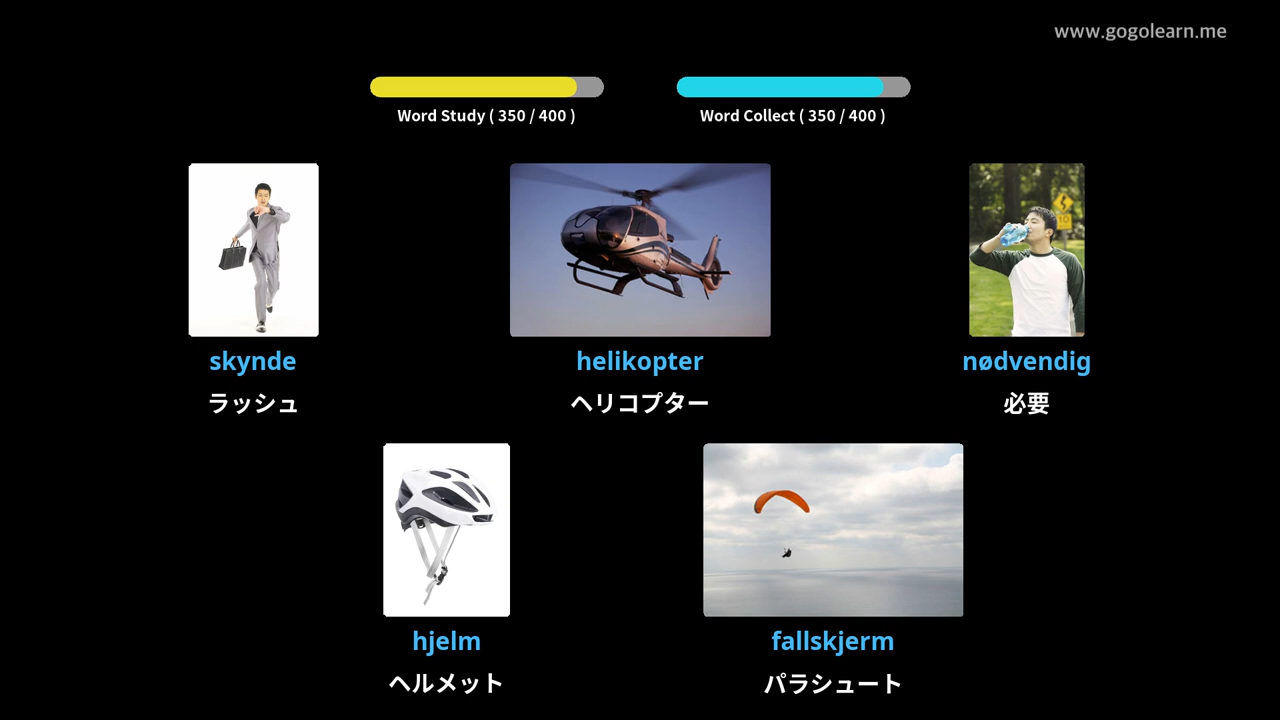 www.gogolearn.me
Word Study ( 350 / 400 )
Word Collect ( 350 / 400 )
skynde
helikopter
nødvendig
ラッシュ
ヘリコプター
必要
hjelm
fallskjerm
ヘルメット
パラシュート